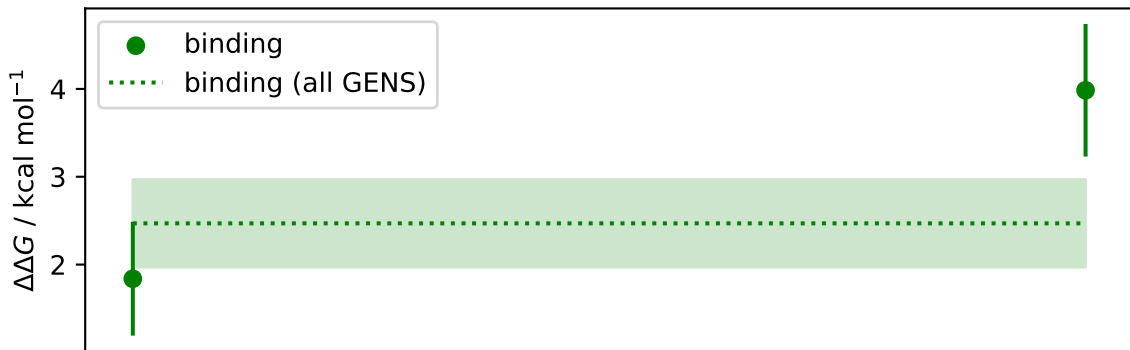 binding
binding (all GENS)
ΔΔG / kcal mol⁻¹
4
3
2